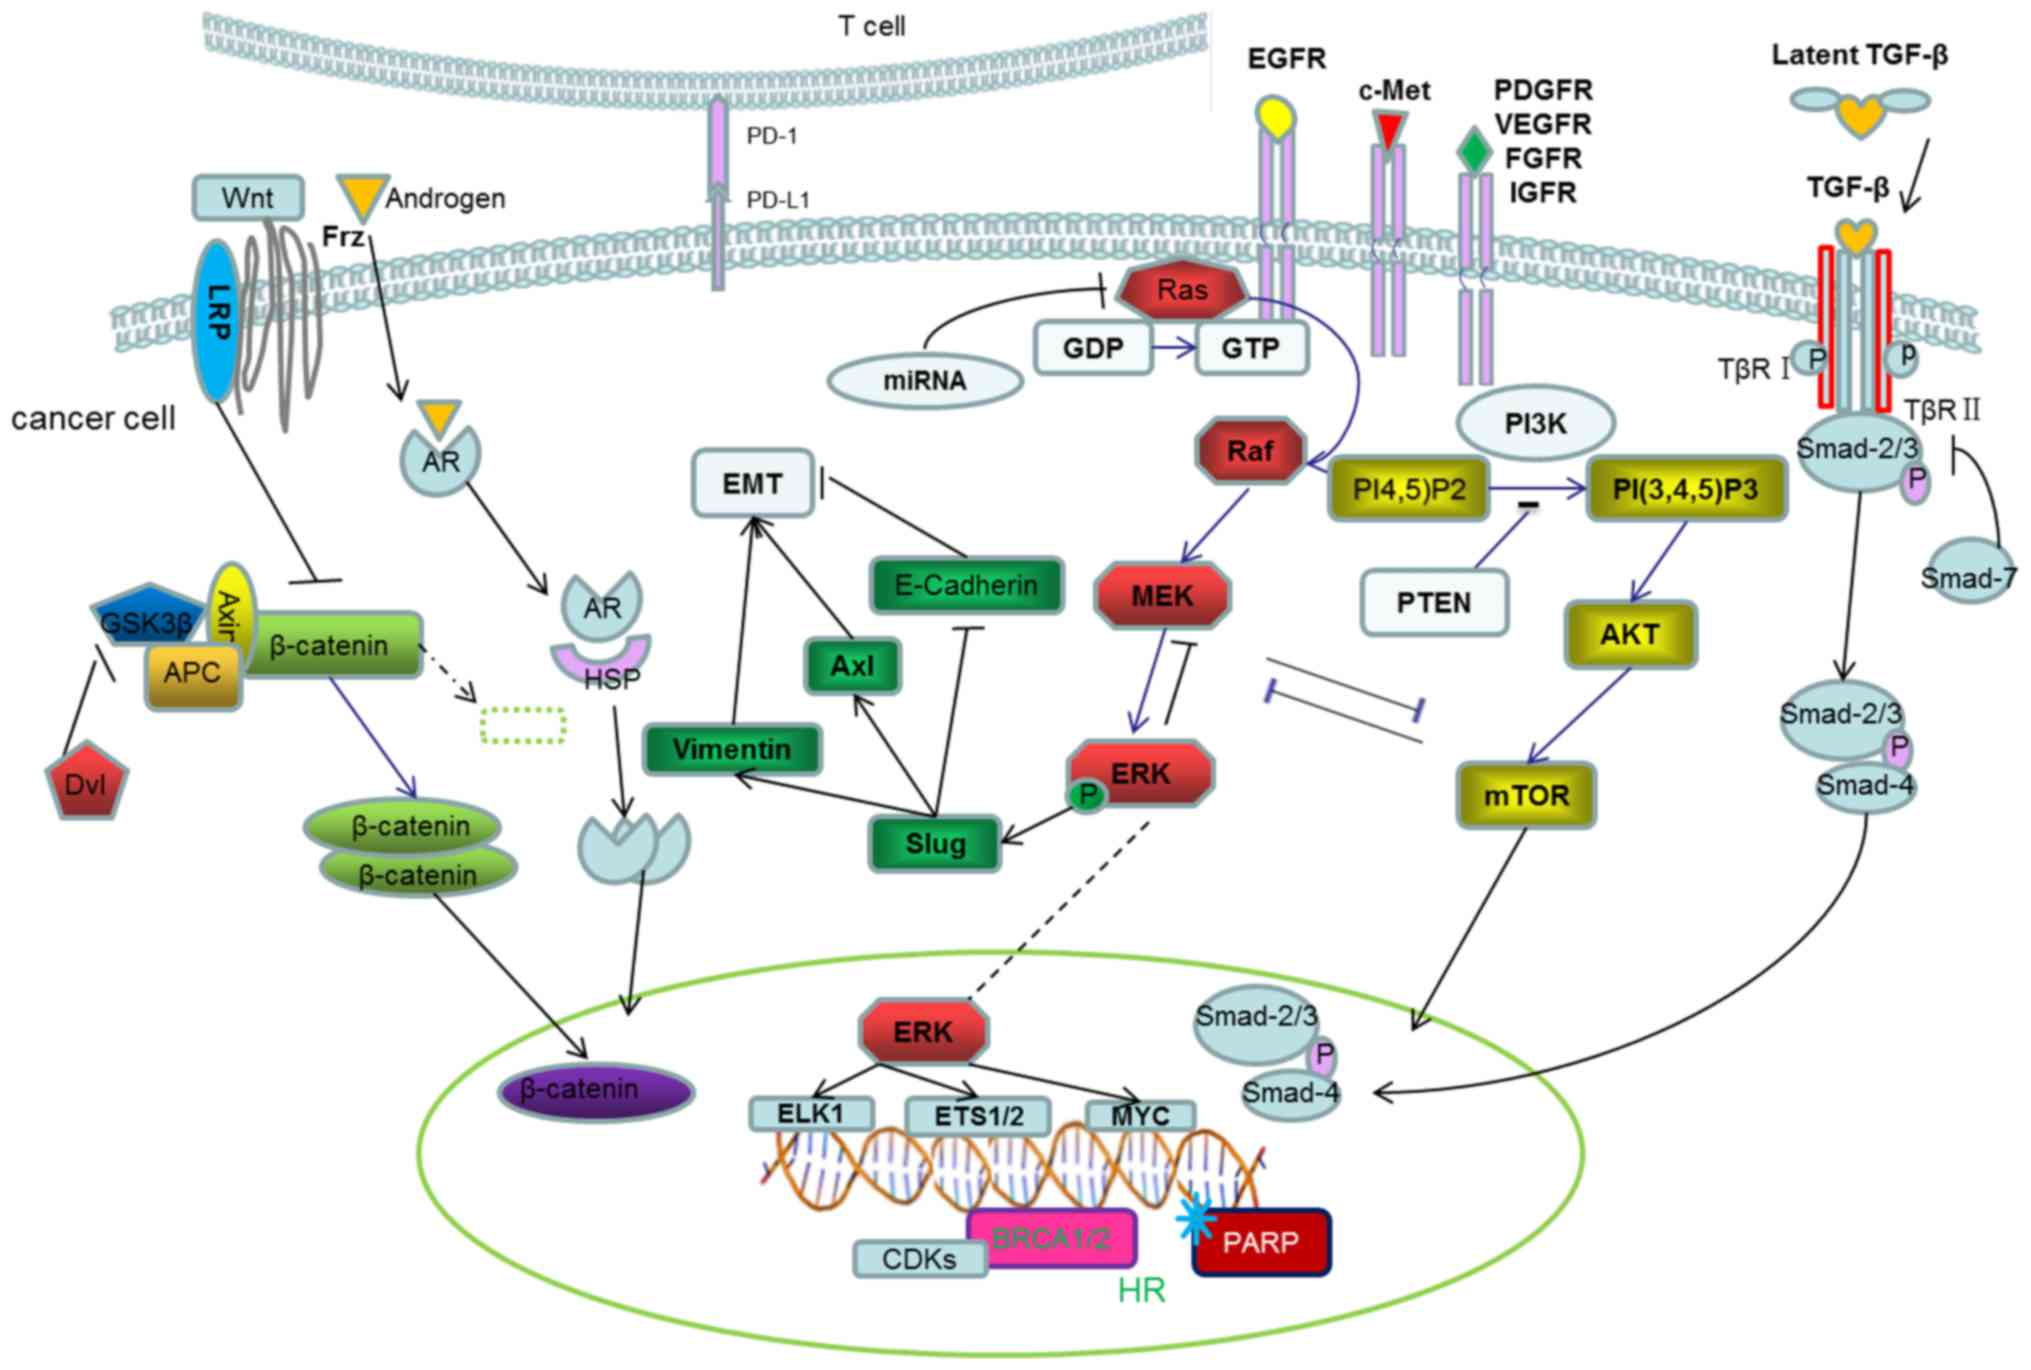 T cell
EGFR
Latent TGF-β
c-Met
PDGFR
VEGFR
FGFR
IGFR
PD-1
PD-L1
TGF-β
Wnt
Androgen
Frz
LRP
Ras
GDP
GTP
miRNA
P
p
TβR I
TβR II
cancer cell
AR
EMT
Raf
PI3K
PI4,5)P2
PI(3,4,5)P3
Smad-2/3
P
Smad-7
E-Cadherin
MEK
PTEN
AKT
GSK3β
Axin
β-catenin
APC
AR
HSP
Axl
Vimentin
ERK
P
Slug
mTOR
Smad-2/3
P
Smad-4
Dvl
β-catenin
β-catenin
ERK
Smad-2/3
P
Smad-4
β-catenin
ELK1
ETS1/2
MYC
BRCA1/2
CDKs
PARP
HR